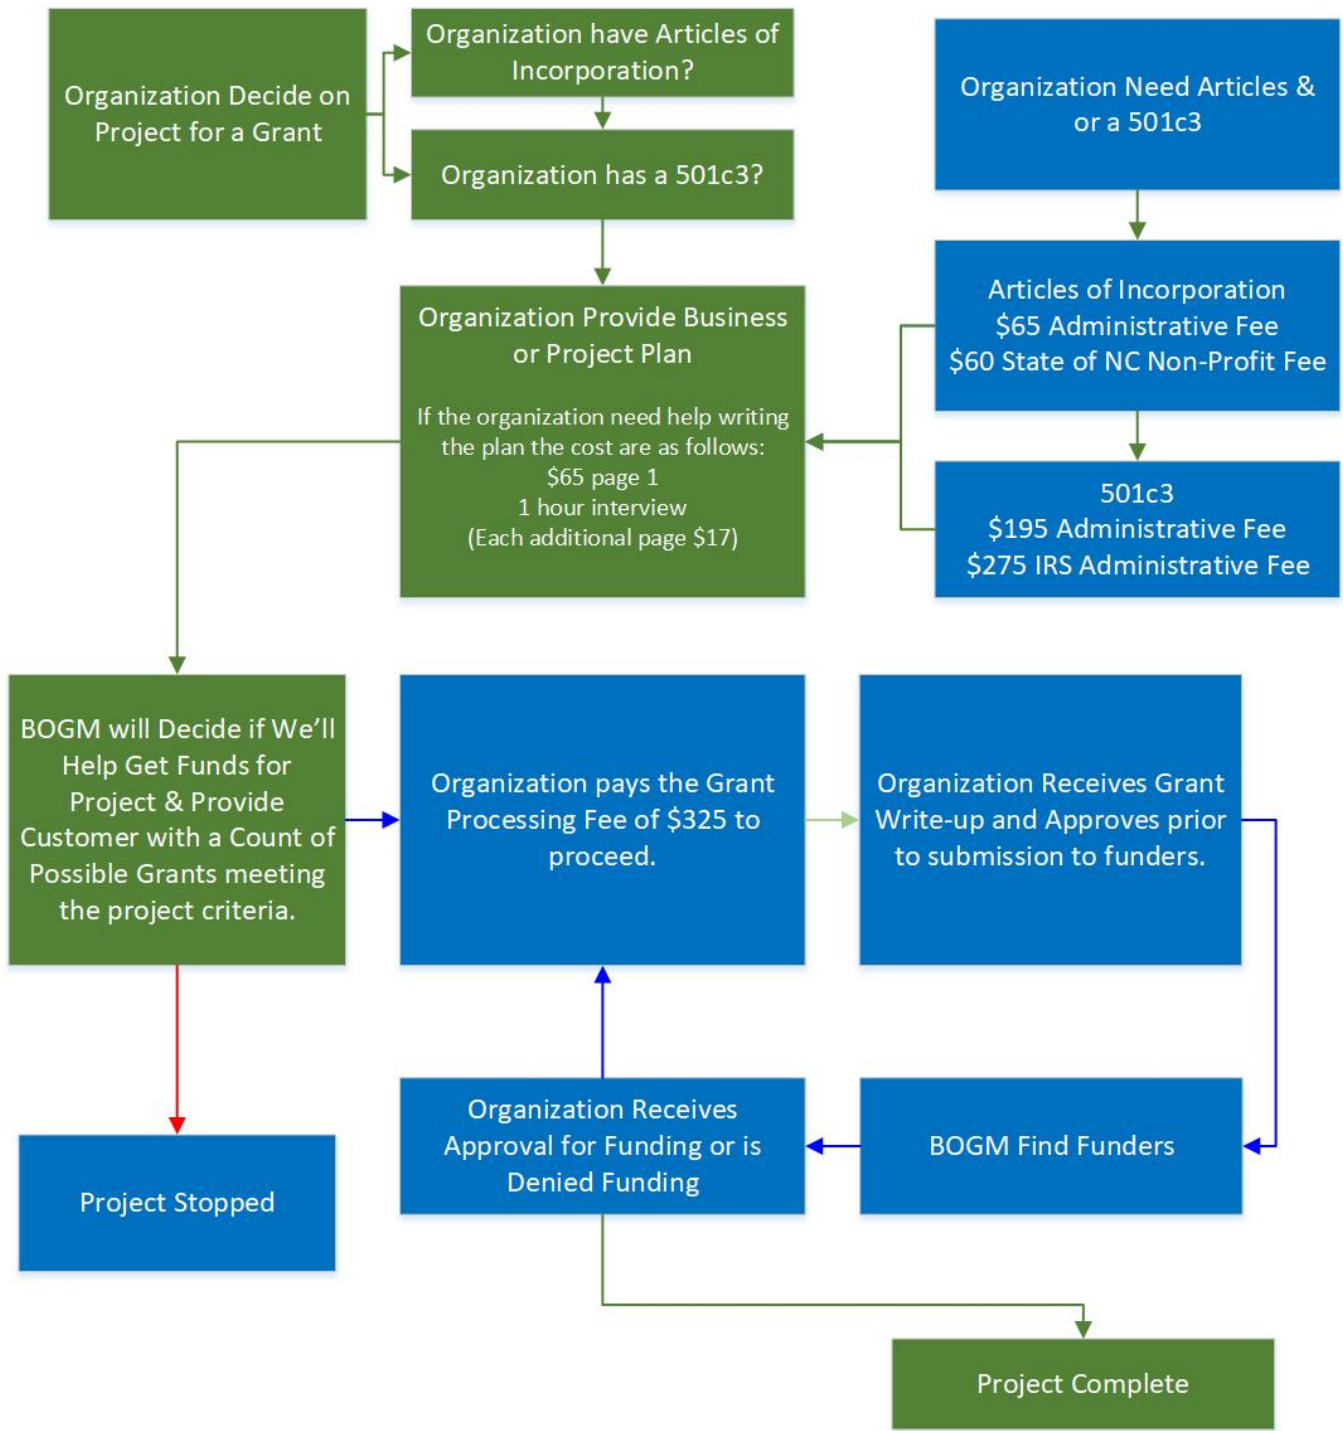 Organization Decide on
Project for a Grant
Organization have Articles of
Incorporation?
Organization has a 501c3?
Organization Need Articles &
or a 501c3
Articles of Incorporation
$65 Administrative Fee
$60 State of NC Non-Profit Fee
501c3
$195 Administrative Fee
$275 IRS Administrative Fee
Organization Provide Business
or Project Plan
If the organization need help writing
the plan the cost are as follows:
$65 page 1
1 hour interview
(Each additional page $17)
BOGM will Decide if We’ll
Help Get Funds for
Project & Provide
Customer with a Count of
Possible Grants meeting
the project criteria.
Organization pays the Grant
Processing Fee of $325 to
proceed.
Organization Receives Grant
Write-up and Approves prior
to submission to funders.
Project Stopped
Organization Receives
Approval for Funding or is
Denied Funding
BOGM Find Funders
Project Complete